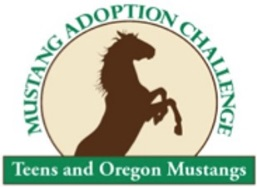 MUSTANG ADOPTION CHALLENGE
Teens and Oregon Mustangs